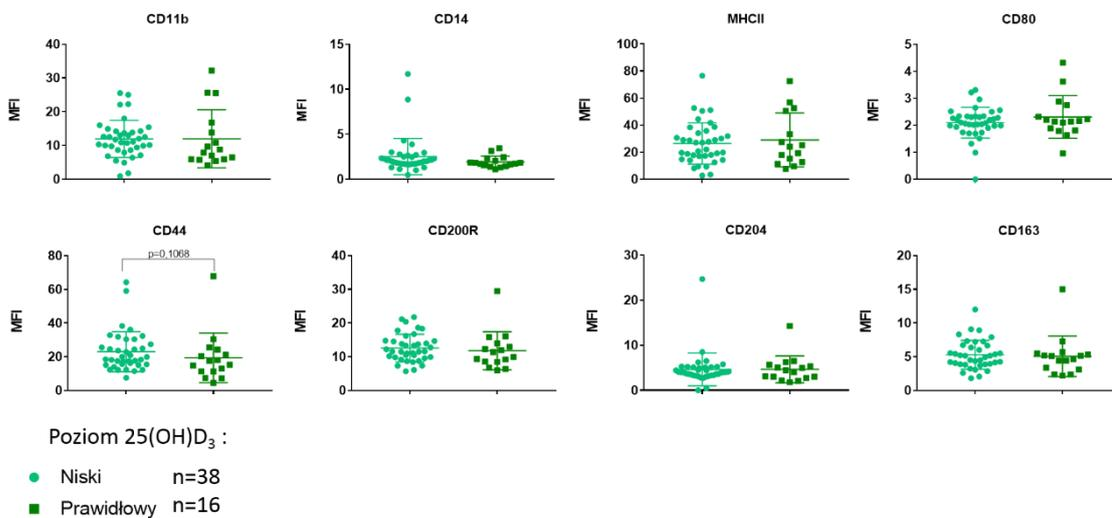 CD11b
MFI
40
30
20
10
0
CD14
MFI
15
10
5
0
MHCII
MFI
100
80
60
40
20
0
CD80
MFI
5
4
3
2
1
0
CD44
p=0,1068
MFI
80
60
40
20
0
CD200R
MFI
40
30
20
10
0
CD204
MFI
30
20
10
0
CD163
MFI
20
15
10
5
0
Poziom 25(OH)D₃ :
Niski n=38
Prawidłowy n=16